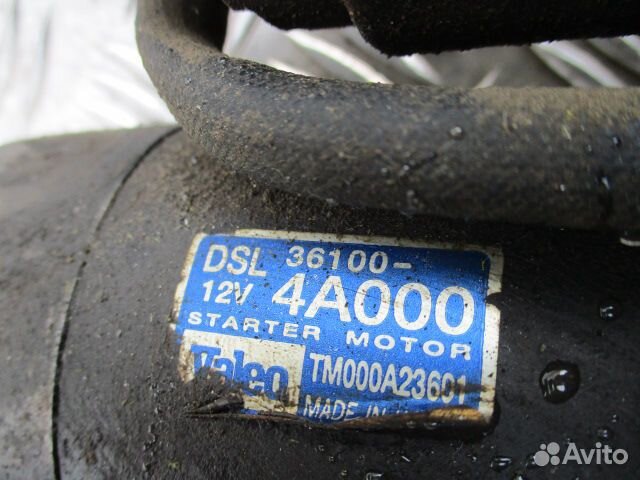 DSL 36100-
12V 4A000
STARTER MOTOR
Valeo TM000A23601
MADE IN
Avito